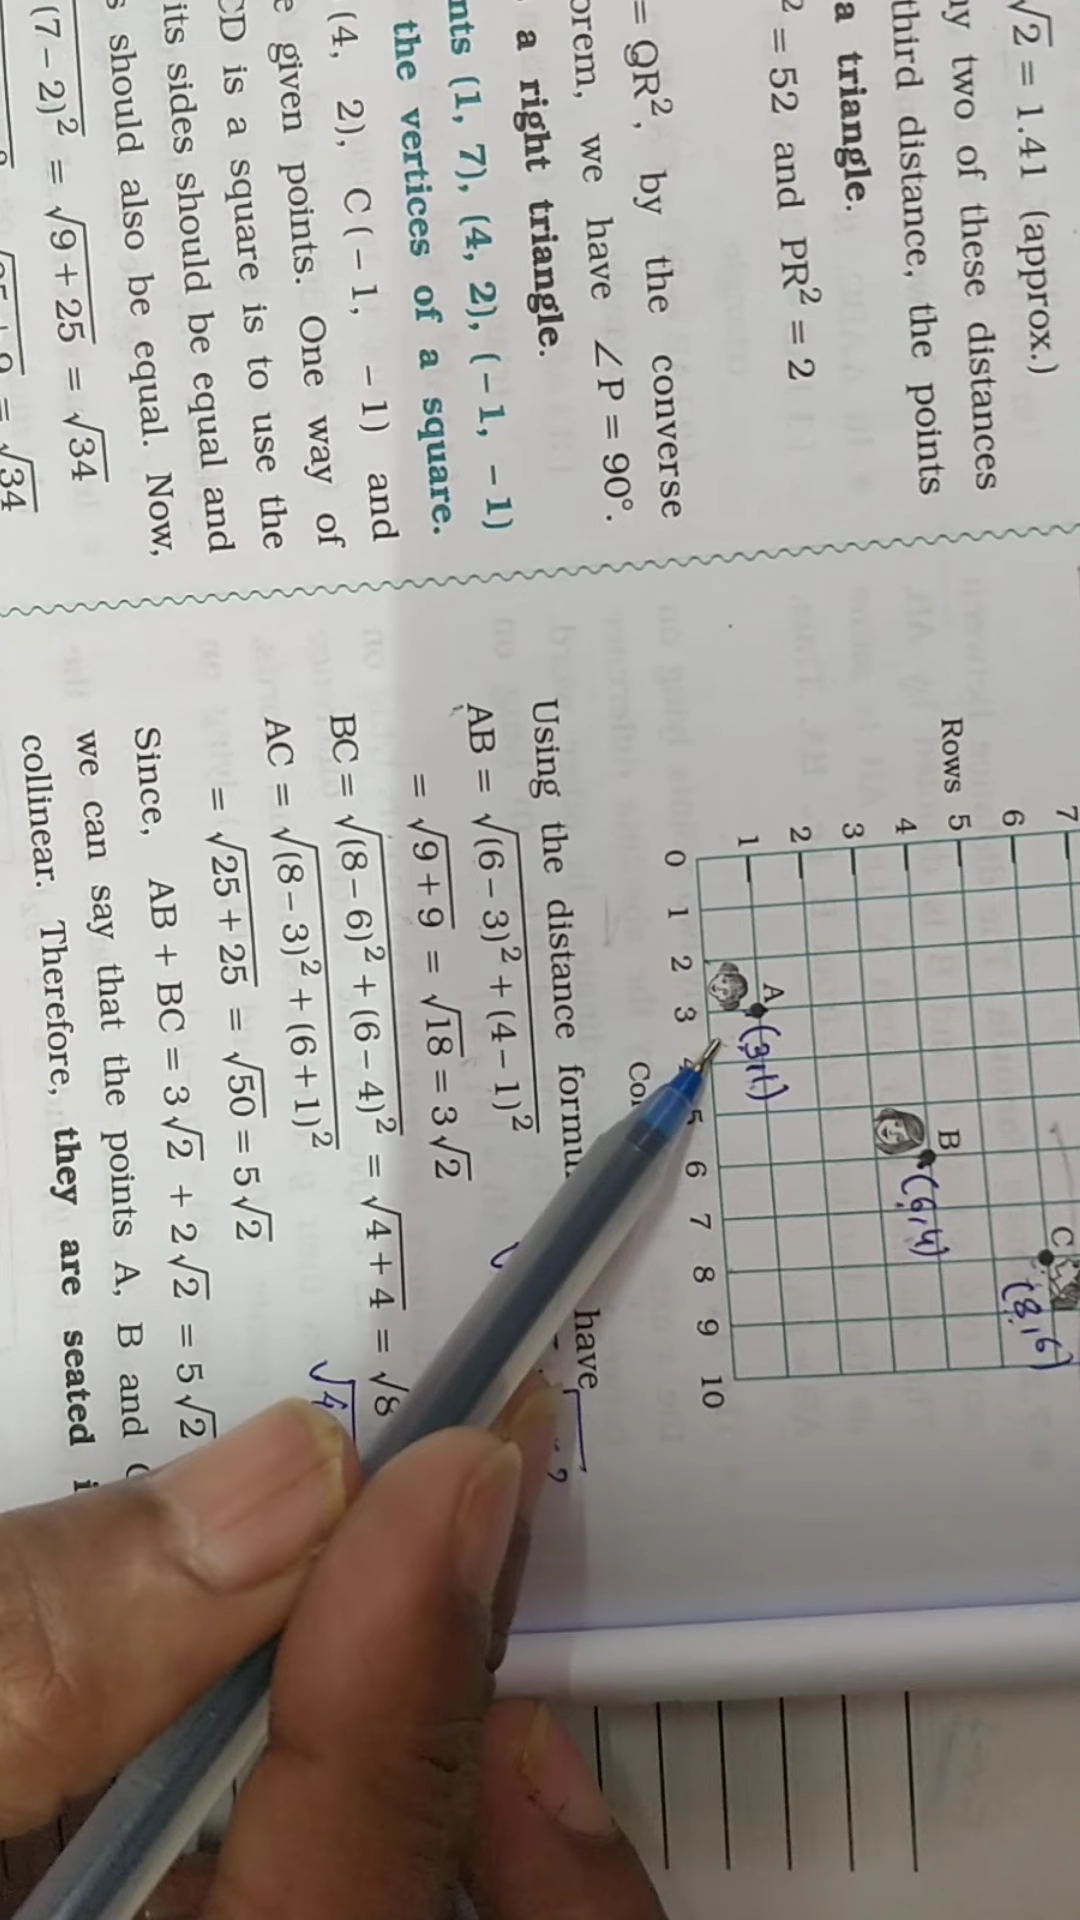 √2 = 1.41 (approx.)
two of these distances
third distance, the points
a triangle.
2 = 52 and PR² = 2
= QR², by the converse
we have ∠P = 90°.
a right triangle.
(1, 7), (4, 2), (– 1, – 1)
the vertices of a square.
(4, 2), C (– 1, – 1) and
given points. One way of
CD is a square is to use the
its sides should be equal and
should also be equal. Now,
(7 – 2)² = √9 + 25 = √34
√34
7
6
5
4
3
2
1
Rows
0 1 2 3 5 6 7 8 9 10
A
(3,1)
B
(6,4)
C
(8,6)
Using the distance have
AB = √(6 – 3)² + (4 – 1)²
= √9 + 9 = √18 = 3√2
BC = √(8 – 6)² + (6 – 4)² = √4 + 4 = √8
√4
AC = √(8 – 3)² + (6 + 1)²
= √25 + 25 = √50 = 5√2
Since, AB + BC = 3√2 + 2√2 = 5√2
we can say that the points A, B and
collinear. Therefore, they are seated